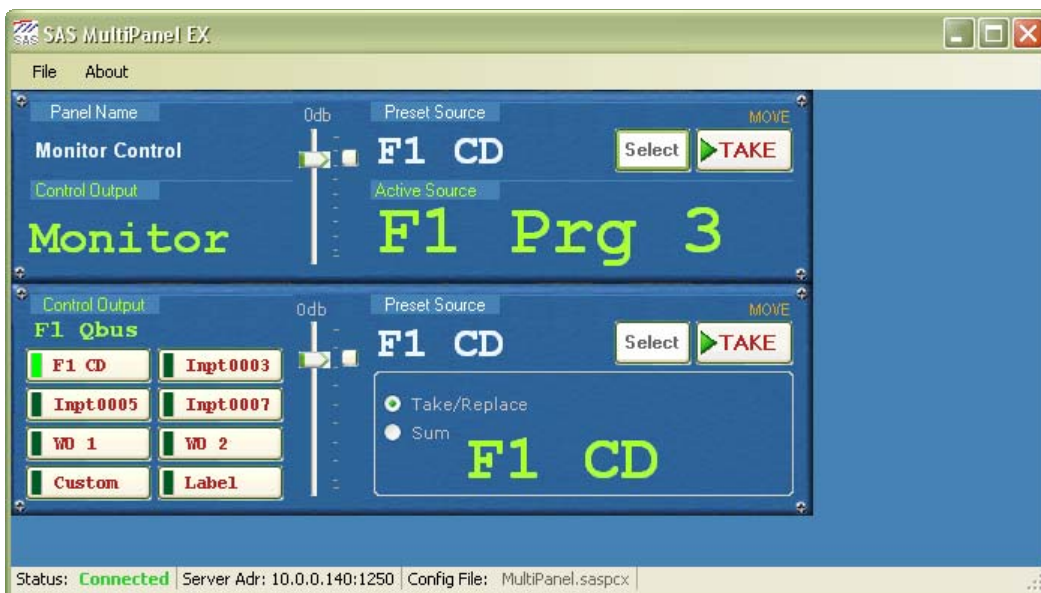 SAS MultiPanel EX
File About
Panel Name
Monitor Control
0db
Preset Source
F1 CD
MOVE
Select
TAKE
Control Output
Monitor
Active Source
F1 Prg 3
Control Output
F1 Qbus
F1 CD
Inpt0003
Inpt0005
Inpt0007
WO 1
WO 2
Custom
Label
0db
Preset Source
F1 CD
MOVE
Select
TAKE
Take/Replace
Sum
F1 CD
Status: Connected Server Adr: 10.0.0.140:1250 Config File: MultiPanel.saspcx